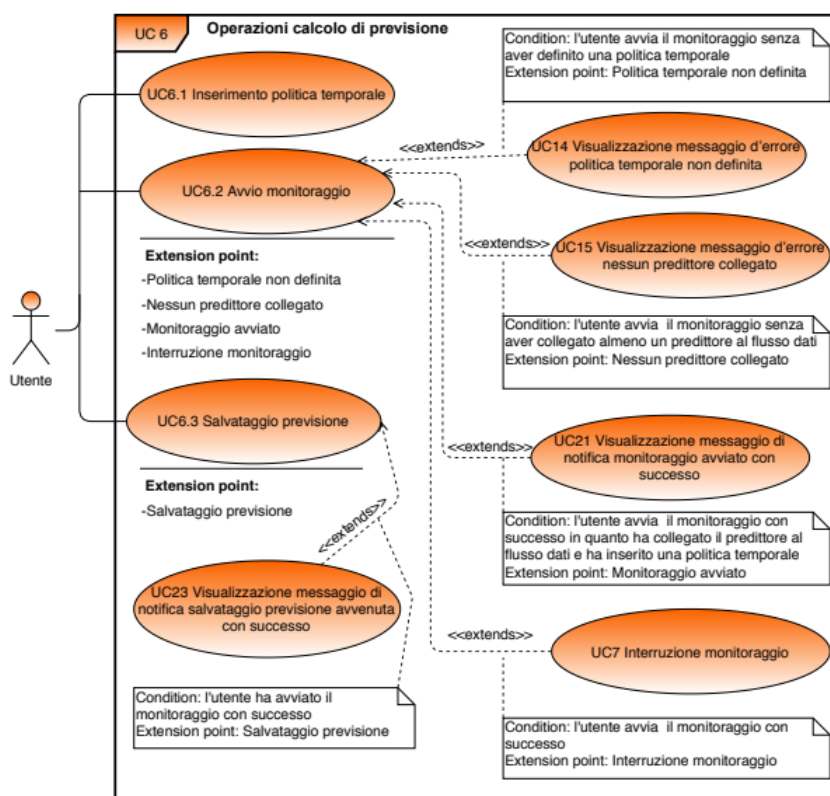 UC 6
Operazioni calcolo di previsione
Condition: l'utente avvia il monitoraggio senza
aver definito una politica temporale
Extension point: Politica temporale non definita
UC6.1 Inserimento politica temporale
<<extends>>
UC14 Visualizzazione messaggio d'errore
politica temporale non definita
UC6.2 Avvio monitoraggio
<<extends>>
UC15 Visualizzazione messaggio d'errore
nessun predittore collegato
Extension point:
-Politica temporale non definita
-Nessun predittore collegato
-Monitoraggio avviato
-Interruzione monitoraggio
Utente
Condition: l'utente avvia il monitoraggio senza
aver collegato almeno un predittore al flusso dati
Extension point: Nessun predittore collegato
UC6.3 Salvataggio previsione
<<extends>>
UC21 Visualizzazione messaggio di
notifica monitoraggio avviato con
successo
Extension point:
-Salvataggio previsione
<<extends>>
Condition: l'utente avvia il monitoraggio con
successo in quanto ha collegato il predittore al
flusso dati e ha inserito una politica temporale
Extension point: Monitoraggio avviato
UC23 Visualizzazione messaggio di
notifica salvataggio previsione avvenuta
con successo
<<extends>>
UC7 Interruzione monitoraggio
Condition: l'utente ha avviato il
monitoraggio con successo
Extension point: Salvataggio previsione
Condition: l'utente avvia il monitoraggio con
successo
Extension point: Interruzione monitoraggio